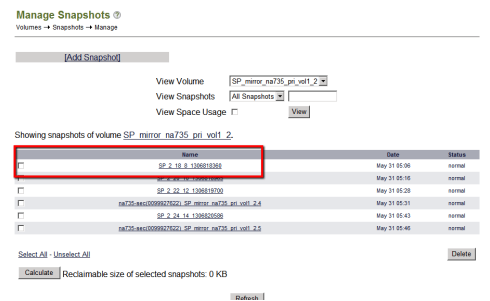 Manage Snapshots ?
Volumes → Snapshots → Manage
[Add Snapshot]
View Volume SP_mirror_na735_pri_vol1_2
View Snapshots All Snapshots
View Space Usage View
Showing snapshots of volume SP_mirror_na735_pri_vol1_2.
Name Date Status
SP_2_18_8_1306818360 May 31 05:06 normal
May 31 05:16 normal
SP_2_22_12_1306819700 May 31 05:28 normal
na735-sec(0099927622)_SP_mirror_na735_pri_vol1_2.4 May 31 05:31 normal
SP_2_24_14_1306820586 May 31 05:43 normal
na735-sec(0099927622)_SP_mirror_na735_pri_vol1_2.5 May 31 05:46 normal
Select All - Unselect All Delete
Calculate Reclaimable size of selected snapshots: 0 KB
Refresh